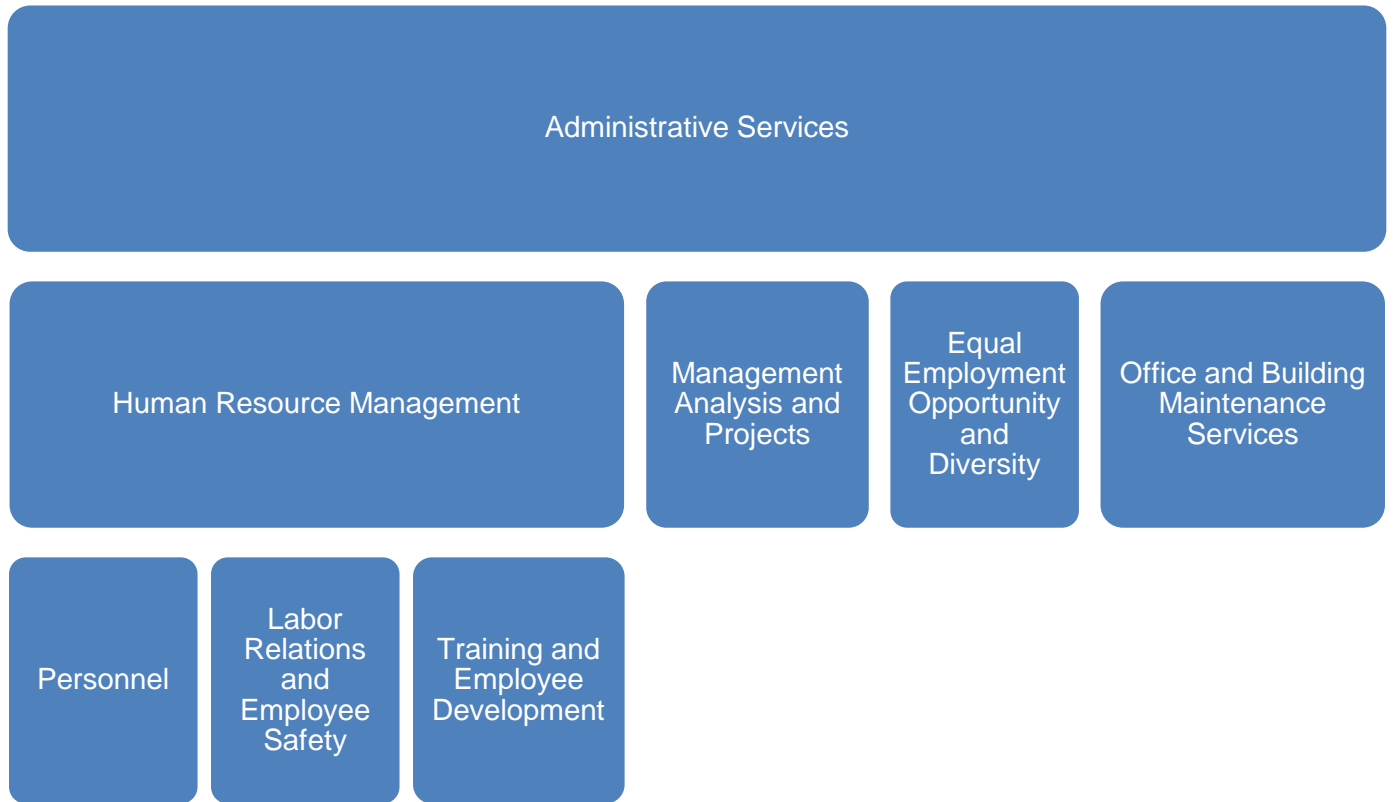 Administrative Services
Human Resource Management
Management
Analysis and
Projects
Equal
Employment
Opportunity
and
Diversity
Office and Building
Maintenance
Services
Personnel
Labor
Relations
and
Employee
Safety
Training and
Employee
Development